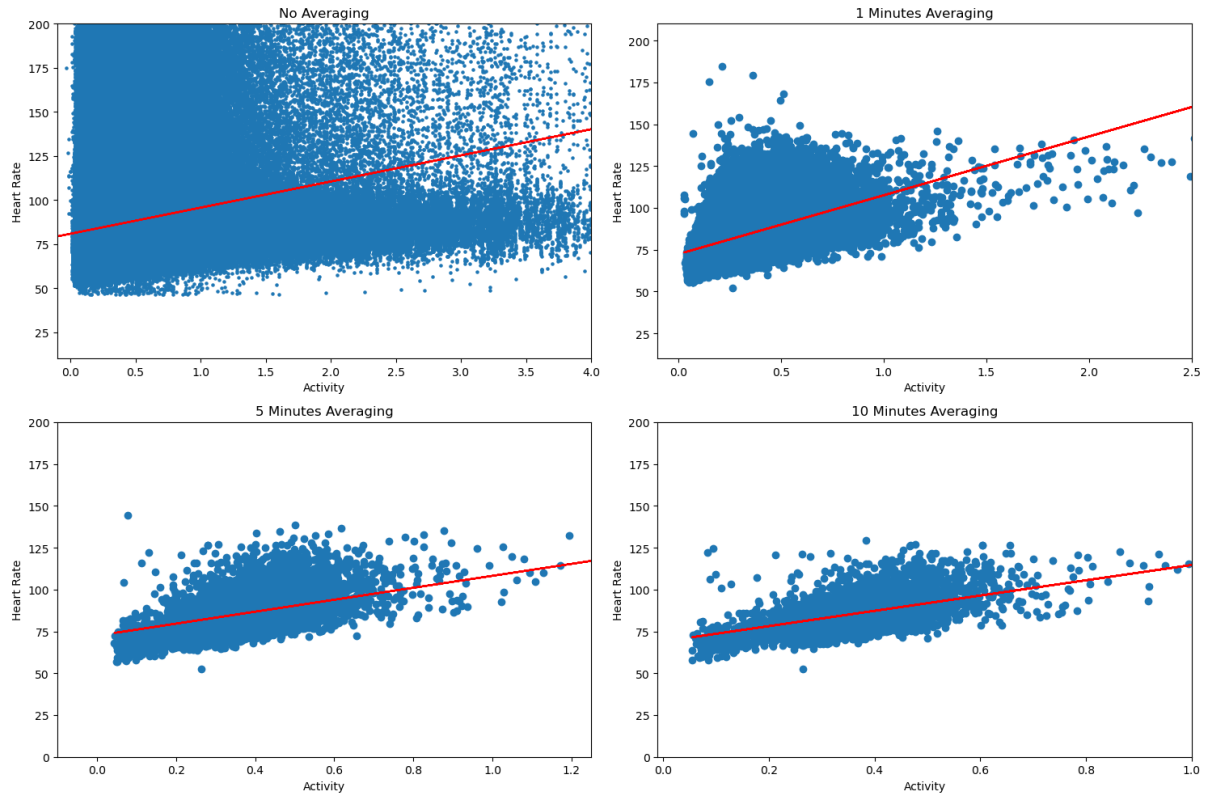 No Averaging
200
175
150
125
100
75
50
25
Heart Rate
0.0 0.5 1.0 1.5 2.0 2.5 3.0 3.5 4.0
Activity
1 Minutes Averaging
200
175
150
125
100
75
50
25
Heart Rate
0.0 0.5 1.0 1.5 2.0 2.5
Activity
5 Minutes Averaging
200
175
150
125
100
75
50
25
0
Heart Rate
0.0 0.2 0.4 0.6 0.8 1.0 1.2
Activity
10 Minutes Averaging
200
175
150
125
100
75
50
25
0
Heart Rate
0.0 0.2 0.4 0.6 0.8 1.0
Activity